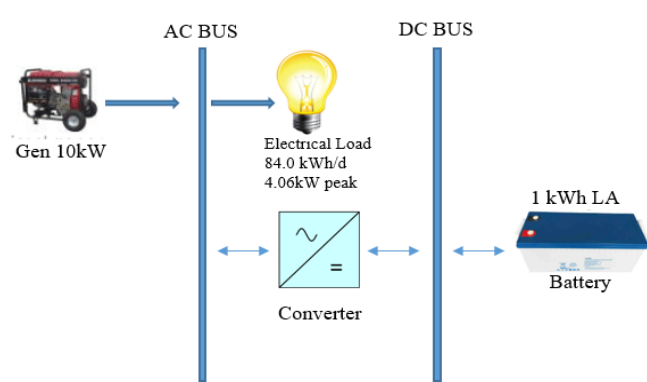 AC BUS
DC BUS
Gen 10kW
Electrical Load
84.0 kWh/d
4.06kW peak
1 kWh LA
Battery
Converter